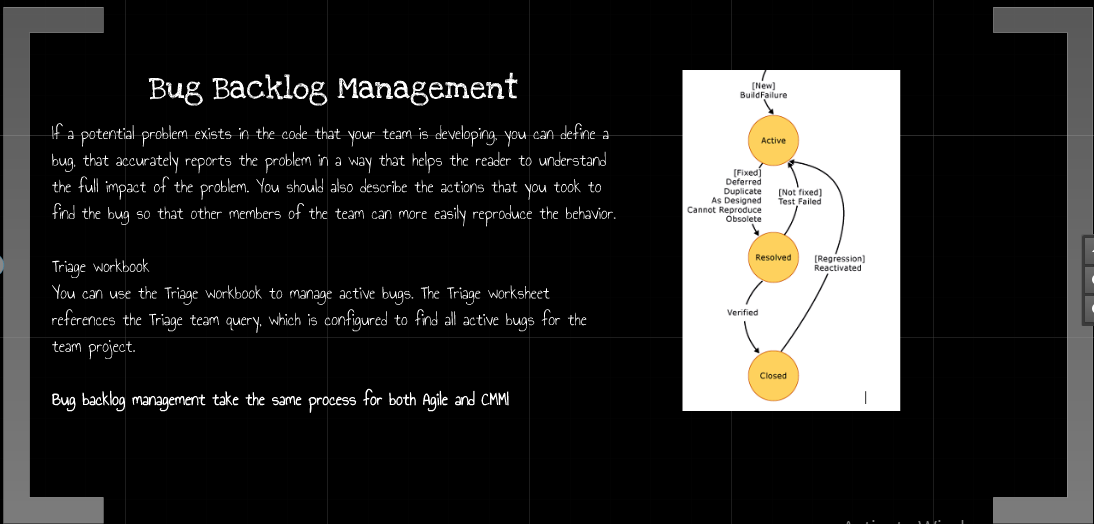 Bug Backlog Management
If a potential problem exists in the code that your team is developing, you can define a
bug, that accurately reports the problem in a way that helps the reader to understand
the full impact of the problem. You should also describe the actions that you took to
find the bug so that other members of the team can more easily reproduce the behavior.
Triage workbook
You can use the Triage workbook to manage active bugs. The Triage worksheet
references the Triage team query, which is configured to find all active bugs for the
team project.
Bug backlog management take the same process for both Agile and CMMI
[New]
BuildFailure
Active
[Fixed]
Deferred
Duplicate
As Designed
Cannot Reproduce
Obsolete
[Not fixed]
Test Failed
Resolved
[Regression]
Reactivated
Verified
Closed